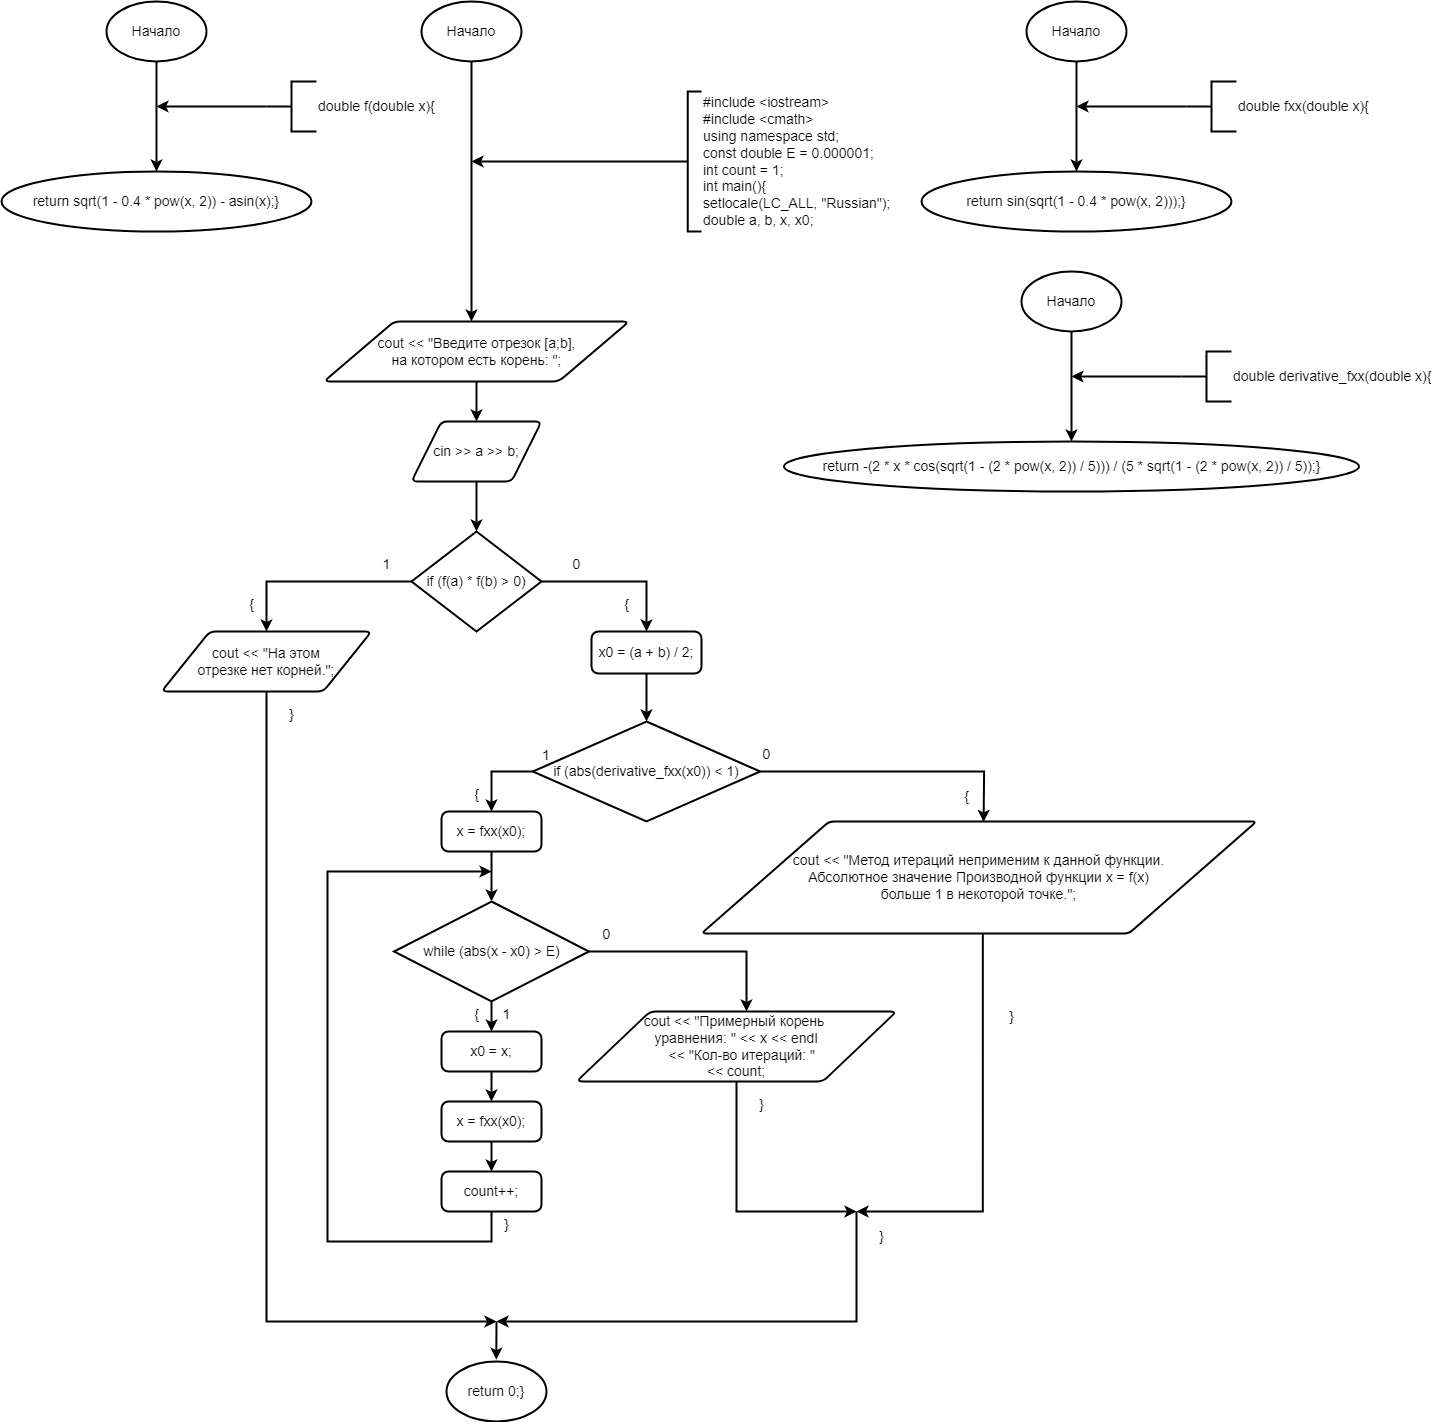 Начало
double f(double x){
return sqrt(1 - 0.4 * pow(x, 2)) - asin(x);}
Начало
#include <iostream>
#include <cmath>
using namespace std;
const double E = 0.000001;
int count = 1;
int main(){
setlocale(LC_ALL, "Russian");
double a, b, x, x0;
Начало
double fxx(double x){
return sin(sqrt(1 - 0.4 * pow(x, 2)));}
Начало
double derivative_fxx(double x){
return -(2 * x * cos(sqrt(1 - (2 * pow(x, 2)) / 5))) / (5 * sqrt(1 - (2 * pow(x, 2)) / 5));}
cout << "Введите отрезок [a;b],
на котором есть корень: ";
cin >> a >> b;
if (f(a) * f(b) > 0)
1
0
{
cout << "На этом
отрезке нет корней.";
}
{
x0 = (a + b) / 2;
if (abs(derivative_fxx(x0)) < 1)
1
0
{
x = fxx(x0);
while (abs(x - x0) > E)
0
{ 1
x0 = x;
x = fxx(x0);
count++;
}
cout << "Примерный корень
уравнения: " << x << endl
<< "Кол-во итераций: "
<< count;
}
{
cout << "Метод итераций неприменим к данной функции.
Абсолютное значение Производной функции x = f(x)
больше 1 в некоторой точке.";
}
}
return 0;}